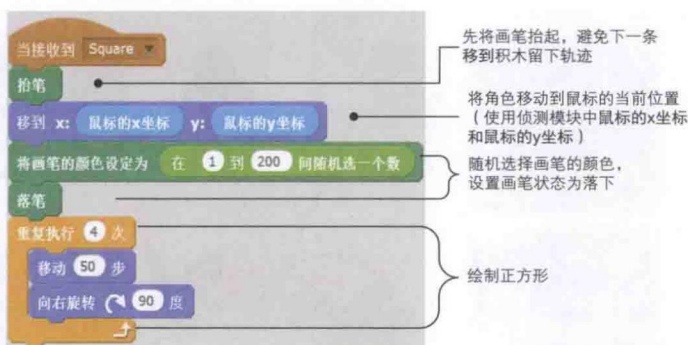 当接收到 Square
抬笔
移到 x: 鼠标的x坐标 y: 鼠标的y坐标
将画笔的颜色设定为 在 1 到 200 间随机选一个数
落笔
重复执行 4 次
移动 50 步
向右旋转 90 度
先将画笔抬起，避免下一条
移到积木留下轨迹
将角色移动到鼠标的当前位置
（使用侦测模块中鼠标的x坐标
和鼠标的y坐标）
随机选择画笔的颜色，
设置画笔状态为落下
绘制正方形